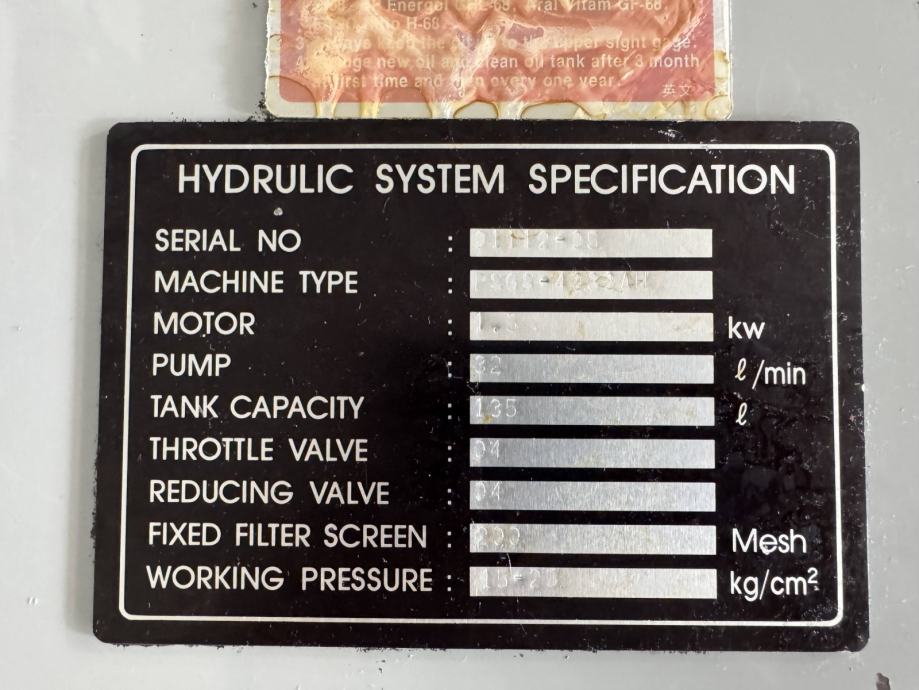 Energol Aral Vitam GF-68,
H-68.
3. Always keep the oil to the upper sight gage.
new oil and clean oil tank after 3 month
first time and then every one year.
英文
HYDRULIC SYSTEM SPECIFICATION
SERIAL NO :
MACHINE TYPE :
MOTOR : kw
PUMP : 32 ℓ/min
TANK CAPACITY : 135 ℓ
THROTTLE VALVE : 04
REDUCING VALVE : 04
FIXED FILTER SCREEN : 200 Mesh
WORKING PRESSURE : 15-25 kg/cm²